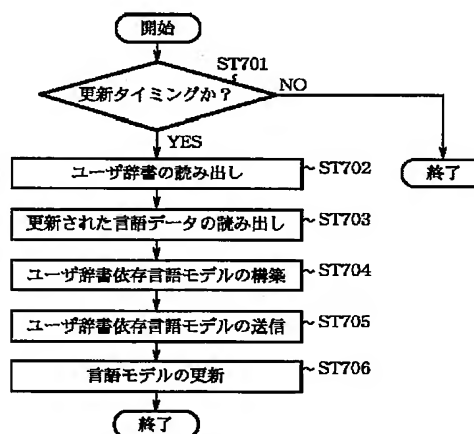 開始
ST701
更新タイミングか?
NO
YES
ユーザ辞書の読み出し
ST702
終了
更新された言語データの読み出し
ST703
ユーザ辞書依存言語モデルの構築
ST704
ユーザ辞書依存言語モデルの送信
ST705
言語モデルの更新
ST706
終了